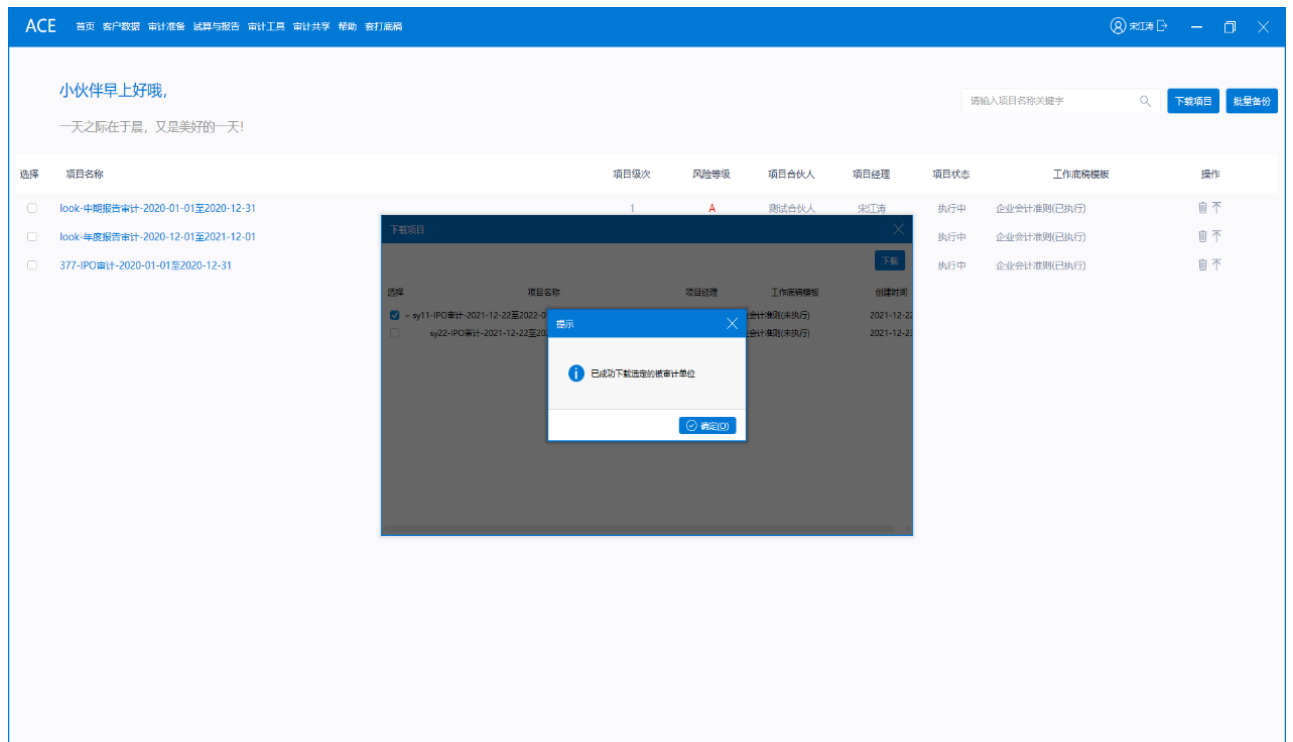 ACE 首页 客户数据 审计准备 试算与报告 审计工具 审计共享 帮助 套打底稿 宋江涛
小伙伴早上好哦,
请输入项目名称关键字 下载项目 批量备份
一天之际在于晨，又是美好的一天!
选择 项目名称 项目级次 风险等级 项目合伙人 项目经理 项目状态 工作底稿模板 操作
look-中期报告审计-2020-01-01至2020-12-31 1 A 测试合伙人 宋江涛 执行中 企业会计准则(已执行)
look-年度报告审计-2020-12-01至2021-12-01 执行中 企业会计准则(已执行)
377-IPO审计-2020-01-01至2020-12-31 执行中 企业会计准则(已执行)
下载项目
下载
选择 项目名称 项目经理 工作底稿模板 创建时间
sy11-IPO审计-2021-12-22至2022-0 会计准则(未执行) 2021-12-22
sy22-IPO审计-2021-12-22至20 会计准则(未执行) 2021-12-2
提示
已成功下载选定的被审计单位
确定(O)